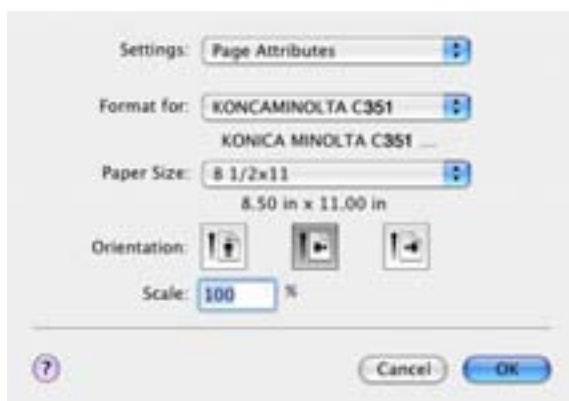 Settings: Page Attributes
Format for: KONCAMINOLTA C351
KONICA MINOLTA C351 ...
Paper Size: 8 1/2x11
8.50 in x 11.00 in
Orientation:
Scale: 100 %
? Cancel OK